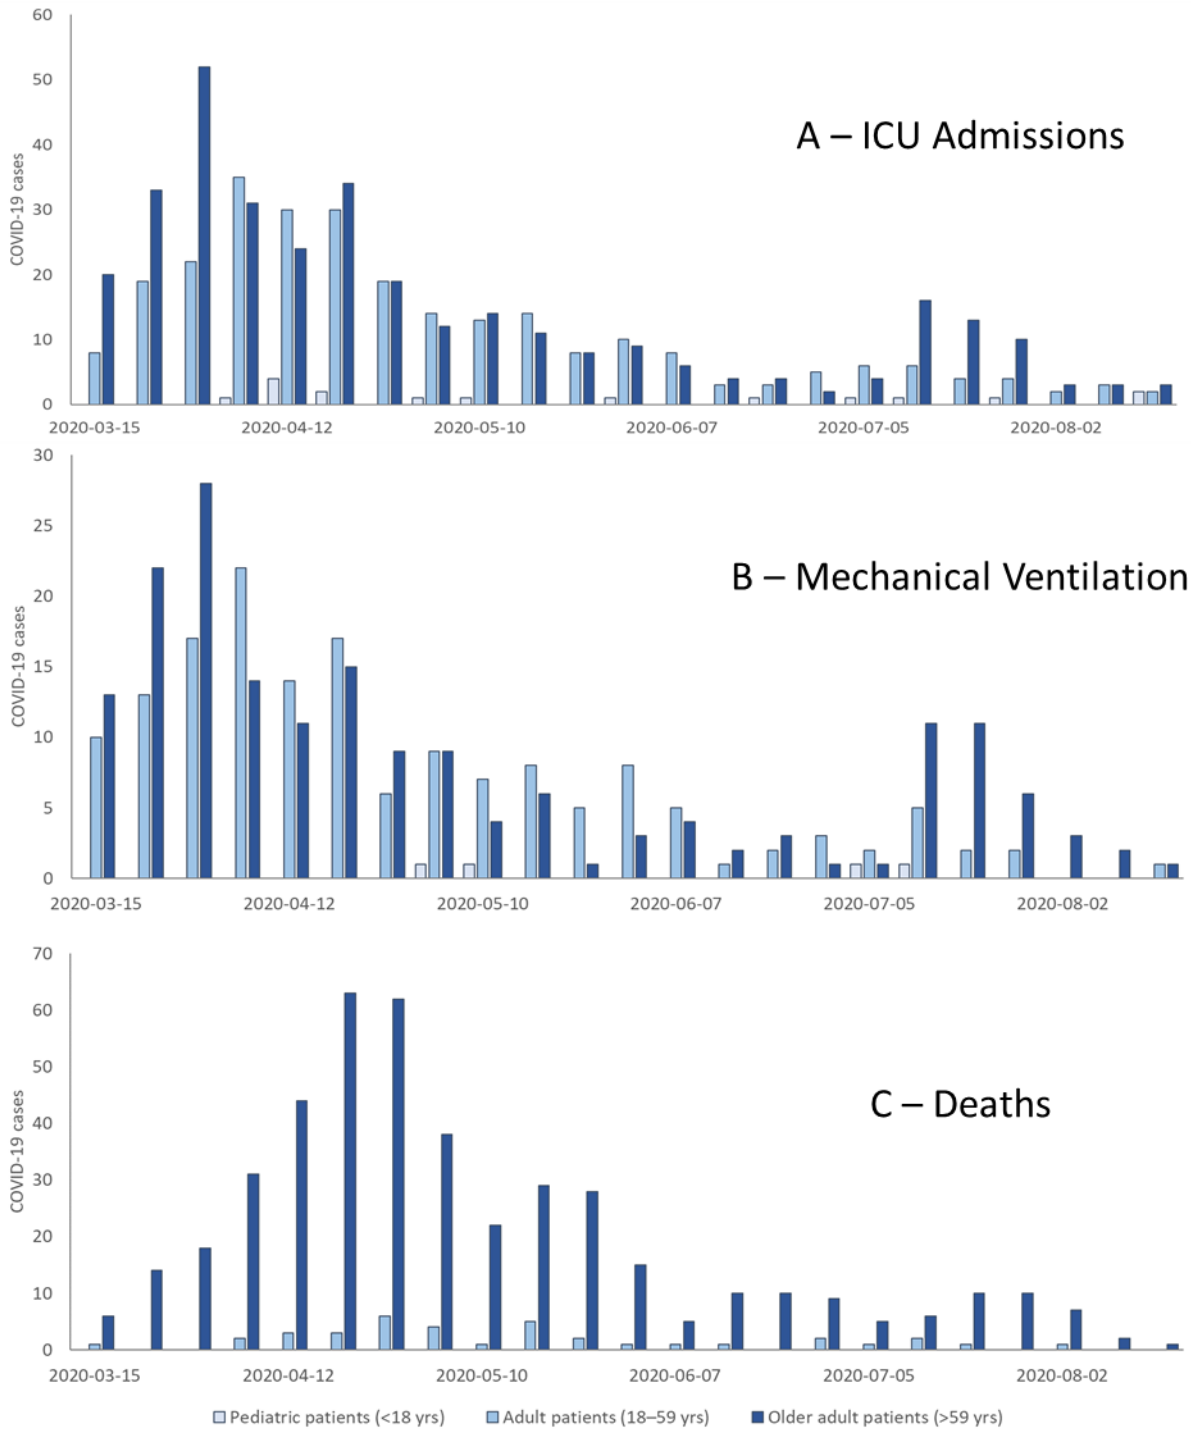 60
50
40
30
20
10
0
COVID-19 cases
A – ICU Admissions
2020-03-15 2020-04-12 2020-05-10 2020-06-07 2020-07-05 2020-08-02
30
25
20
15
10
5
0
COVID-19 cases
B – Mechanical Ventilation
2020-03-15 2020-04-12 2020-05-10 2020-06-07 2020-07-05 2020-08-02
70
60
50
40
30
20
10
0
COVID-19 cases
C – Deaths
2020-03-15 2020-04-12 2020-05-10 2020-06-07 2020-07-05 2020-08-02
Pediatric patients (<18 yrs) Adult patients (18–59 yrs) Older adult patients (>59 yrs)